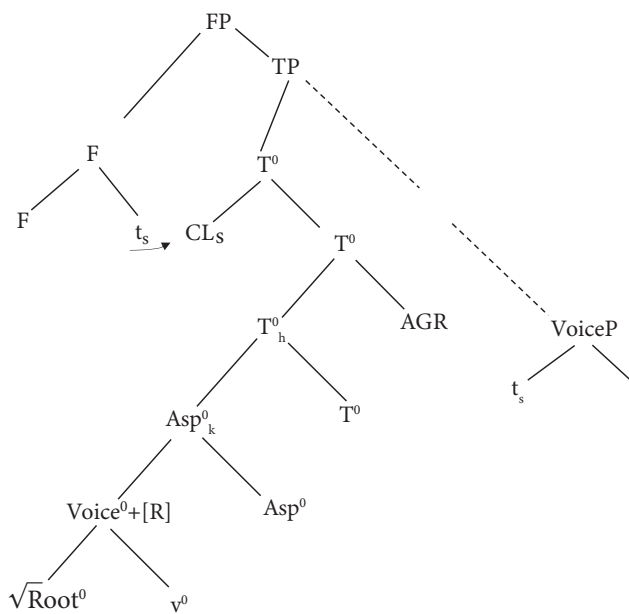 FP
TP
F
T⁰
F
tₛ
CLs
T⁰
T⁰ₕ
AGR
VoiceP
tₛ
Asp⁰ₖ
T⁰
Voice⁰+[R]
Asp⁰
√Root⁰
v⁰